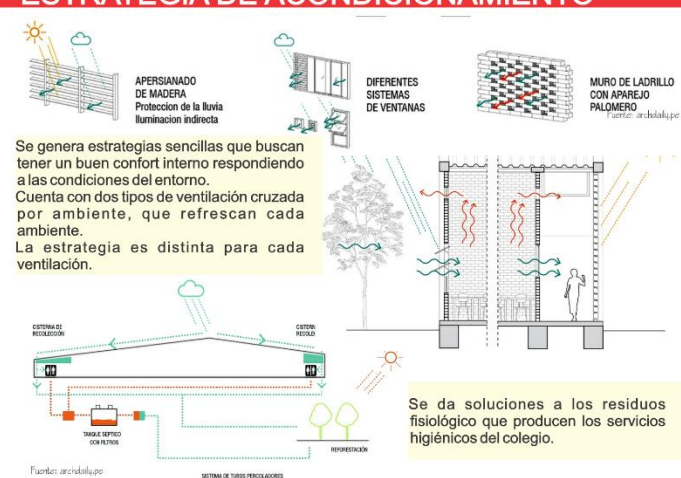 ESTRATEGIA DE ACONDICIONAMIENTO
APERSIANADO
DE MADERA
Proteccion de la lluvia
Iluminacion indirecta
DIFERENTES
SISTEMAS
DE VENTANAS
MURO DE LADRILLO
CON APAREJO
PALOMERO
Fuente: archdaily.pe
Se genera estrategias sencillas que buscan
tener un buen confort interno respondiendo
a las condiciones del entorno.
Cuenta con dos tipos de ventilación cruzada
por ambiente, que refrescan cada
ambiente.
La estrategia es distinta para cada
ventilación.
CISTERNA DE
RECOLECCIÓN
CISTERN
RECOLE
TANQUE SEPTICO
CON FILTROS
REFORESTACIÓN
SISTEMA DE TUBOS PERCOLADORES
Fuente: archdaily.pe
Se da soluciones a los residuos
fisiológico que producen los servicios
higiénicos del colegio.